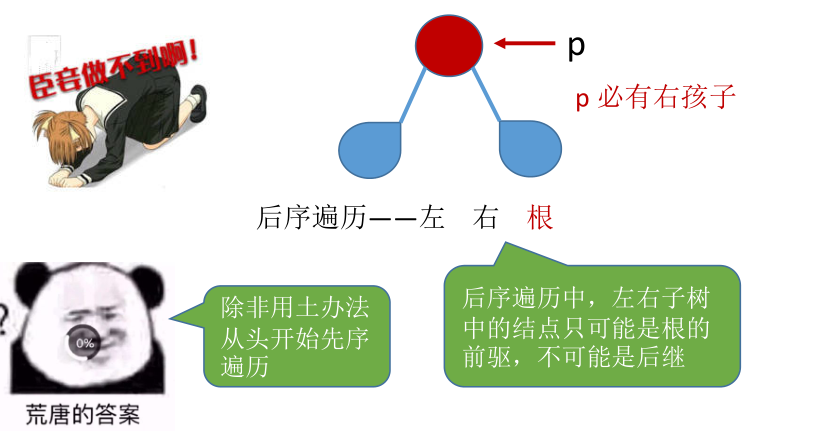 臣妾做不到啊！
p
p 必有右孩子
后序遍历——左 右 根
后序遍历中，左右子树
中的结点只可能是根的
前驱，不可能是后继
除非用土办法
从头开始先序
遍历
?
0%
荒唐的答案